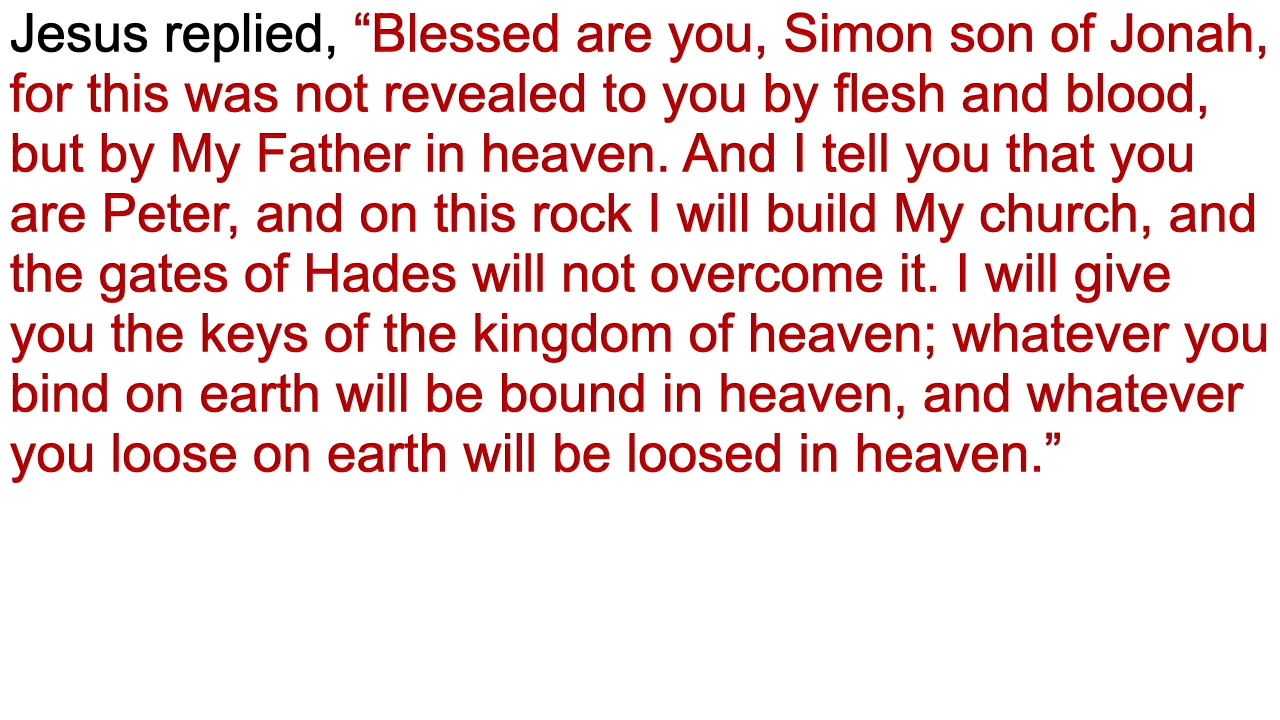 Jesus replied, “Blessed are you, Simon son of Jonah,
for this was not revealed to you by flesh and blood,
but by My Father in heaven. And I tell you that you
are Peter, and on this rock I will build My church, and
the gates of Hades will not overcome it. I will give
you the keys of the kingdom of heaven; whatever you
bind on earth will be bound in heaven, and whatever
you loose on earth will be loosed in heaven.”